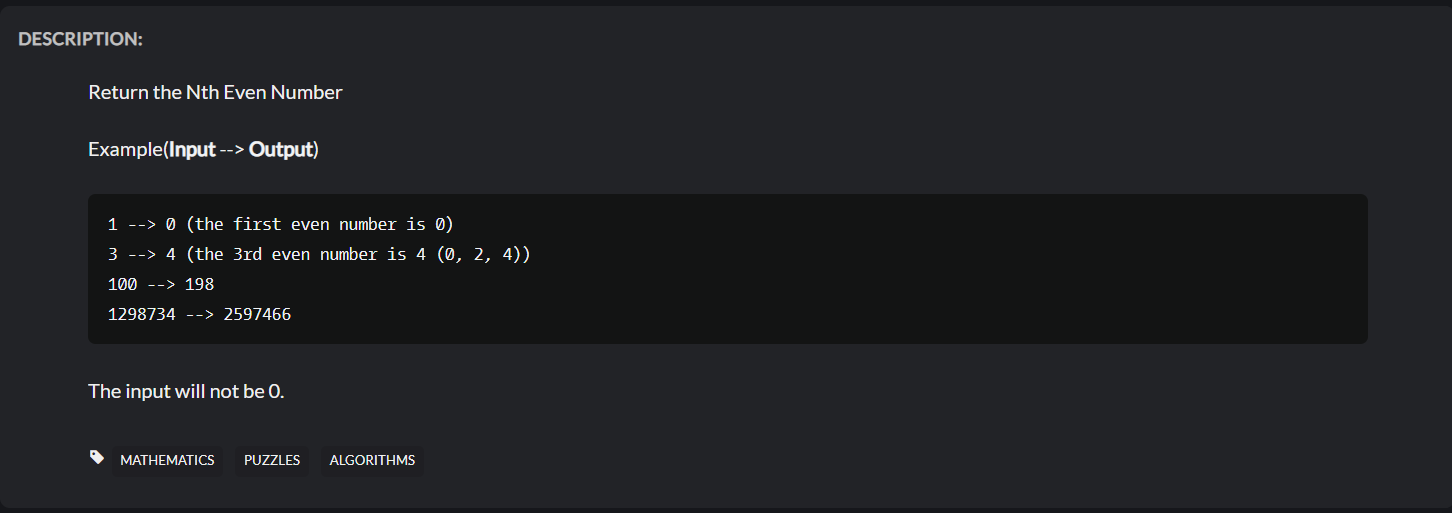 DESCRIPTION:
Return the Nth Even Number
Example(Input --> Output)
1 --> 0 (the first even number is 0)
3 --> 4 (the 3rd even number is 4 (0, 2, 4))
100 --> 198
1298734 --> 2597466
The input will not be 0.
MATHEMATICS PUZZLES ALGORITHMS